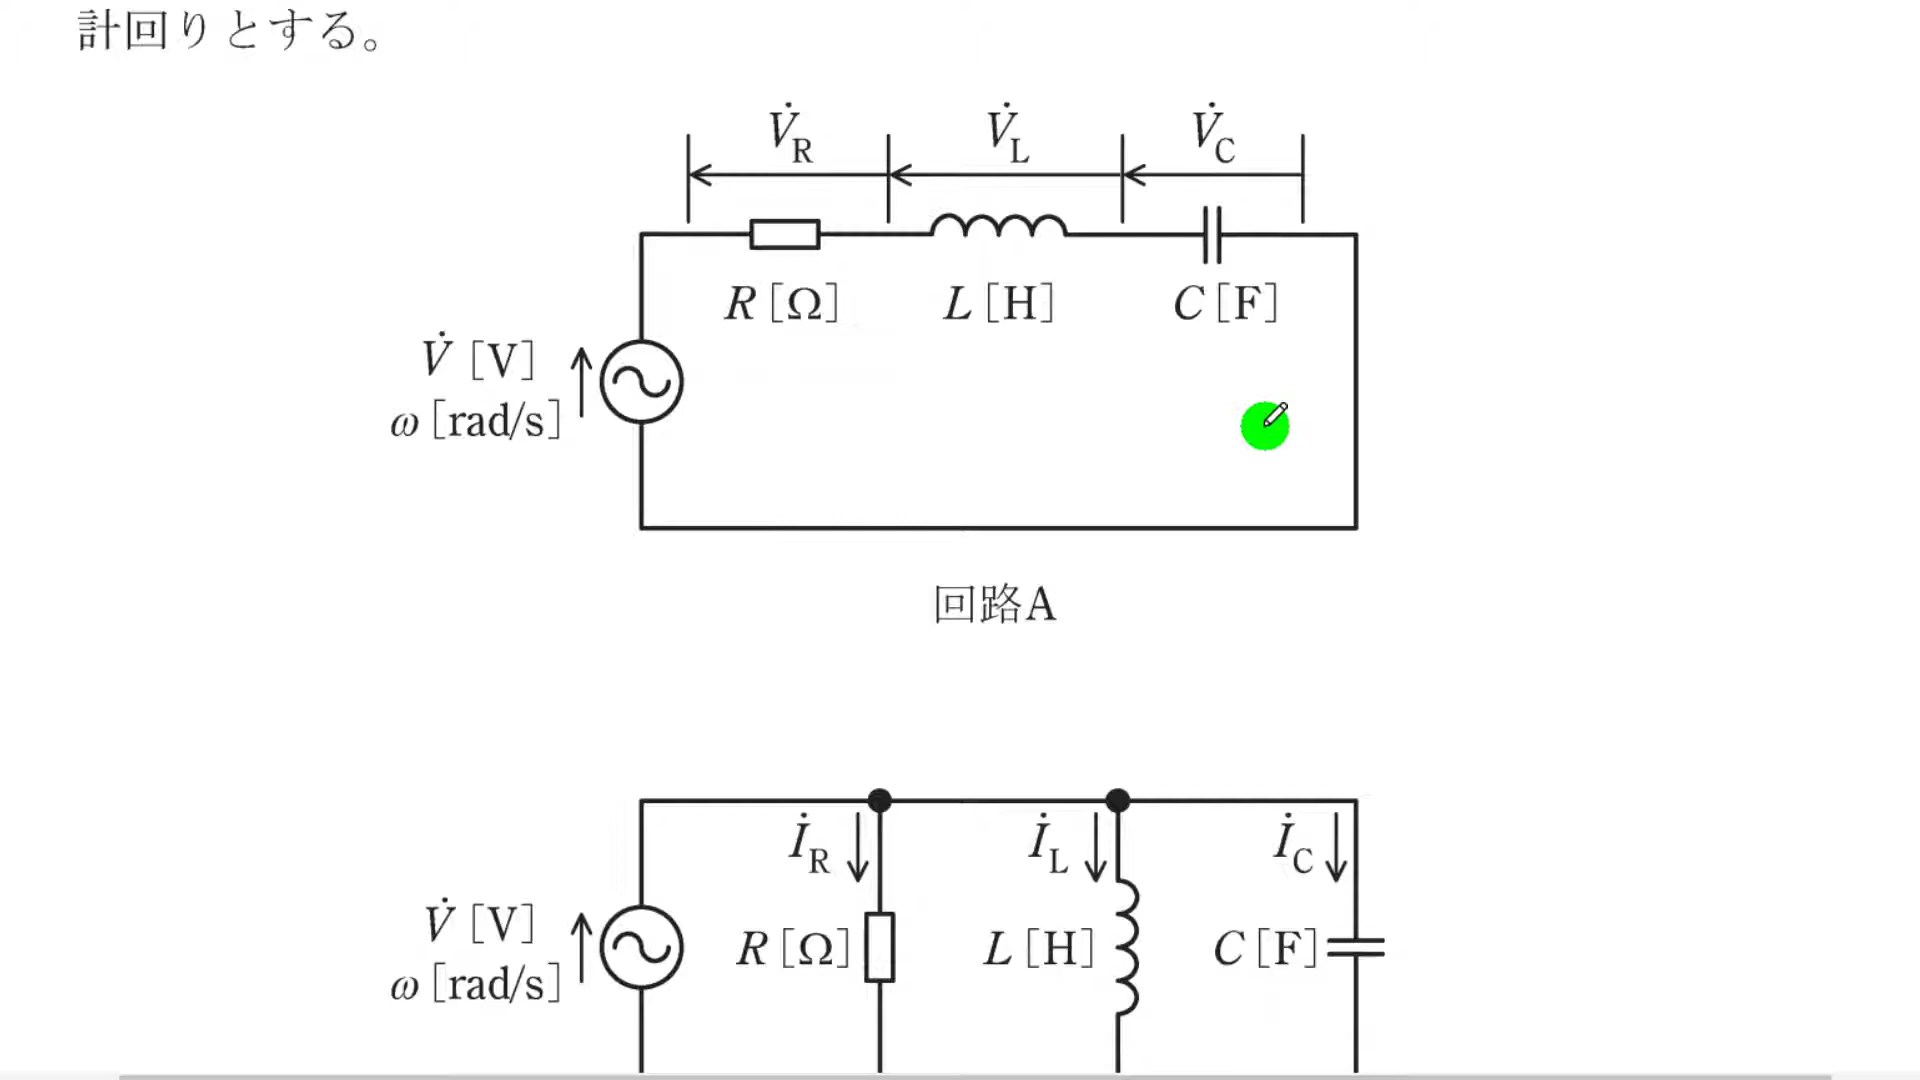 計回りとする。
V̇R V̇L V̇C
R[Ω] L[H] C[F]
V̇ [V]
ω[rad/s]
回路A
İR İL İC
V̇ [V]
R[Ω] L[H] C[F]
ω[rad/s]